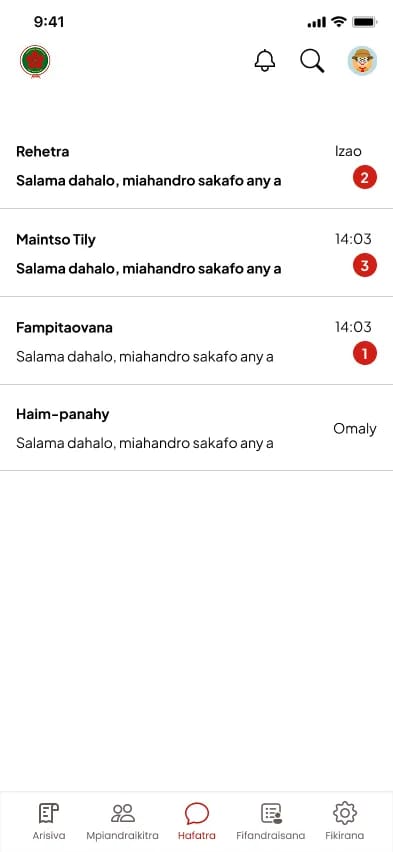 9:41
Rehetra
Izao
Salama dahalo, miahandro sakafo any a
2
Maintso Tily
14:03
Salama dahalo, miahandro sakafo any a
3
Fampitaovana
14:03
Salama dahalo, miahandro sakafo any a
1
Haim-panahy
Omaly
Salama dahalo, miahandro sakafo any a
Arisiva
Mpiandraikitra
Hafatra
Fifandraisana
Fikirana